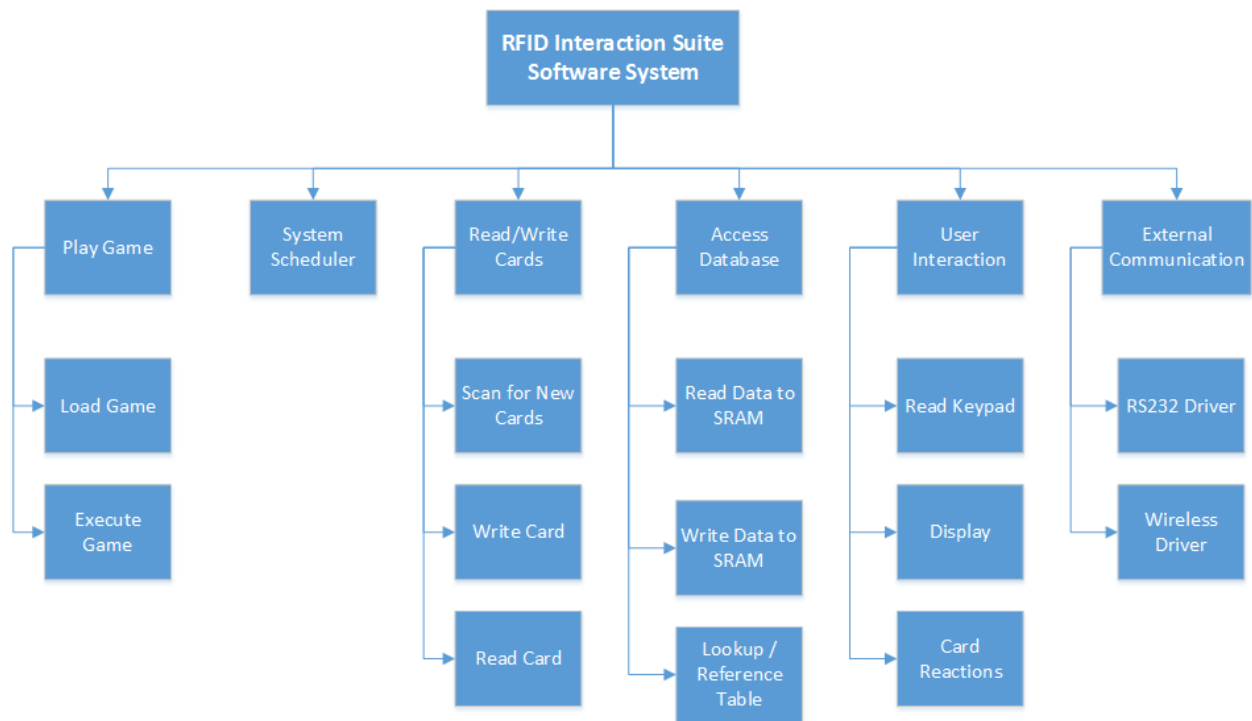 RFID Interaction Suite
Software System
Play Game
System
Scheduler
Read/Write
Cards
Access
Database
User
Interaction
External
Communication
Load Game
Scan for New
Cards
Read Data to
SRAM
Read Keypad
RS232 Driver
Execute
Game
Write Card
Write Data to
SRAM
Display
Wireless
Driver
Read Card
Lookup /
Reference
Table
Card
Reactions